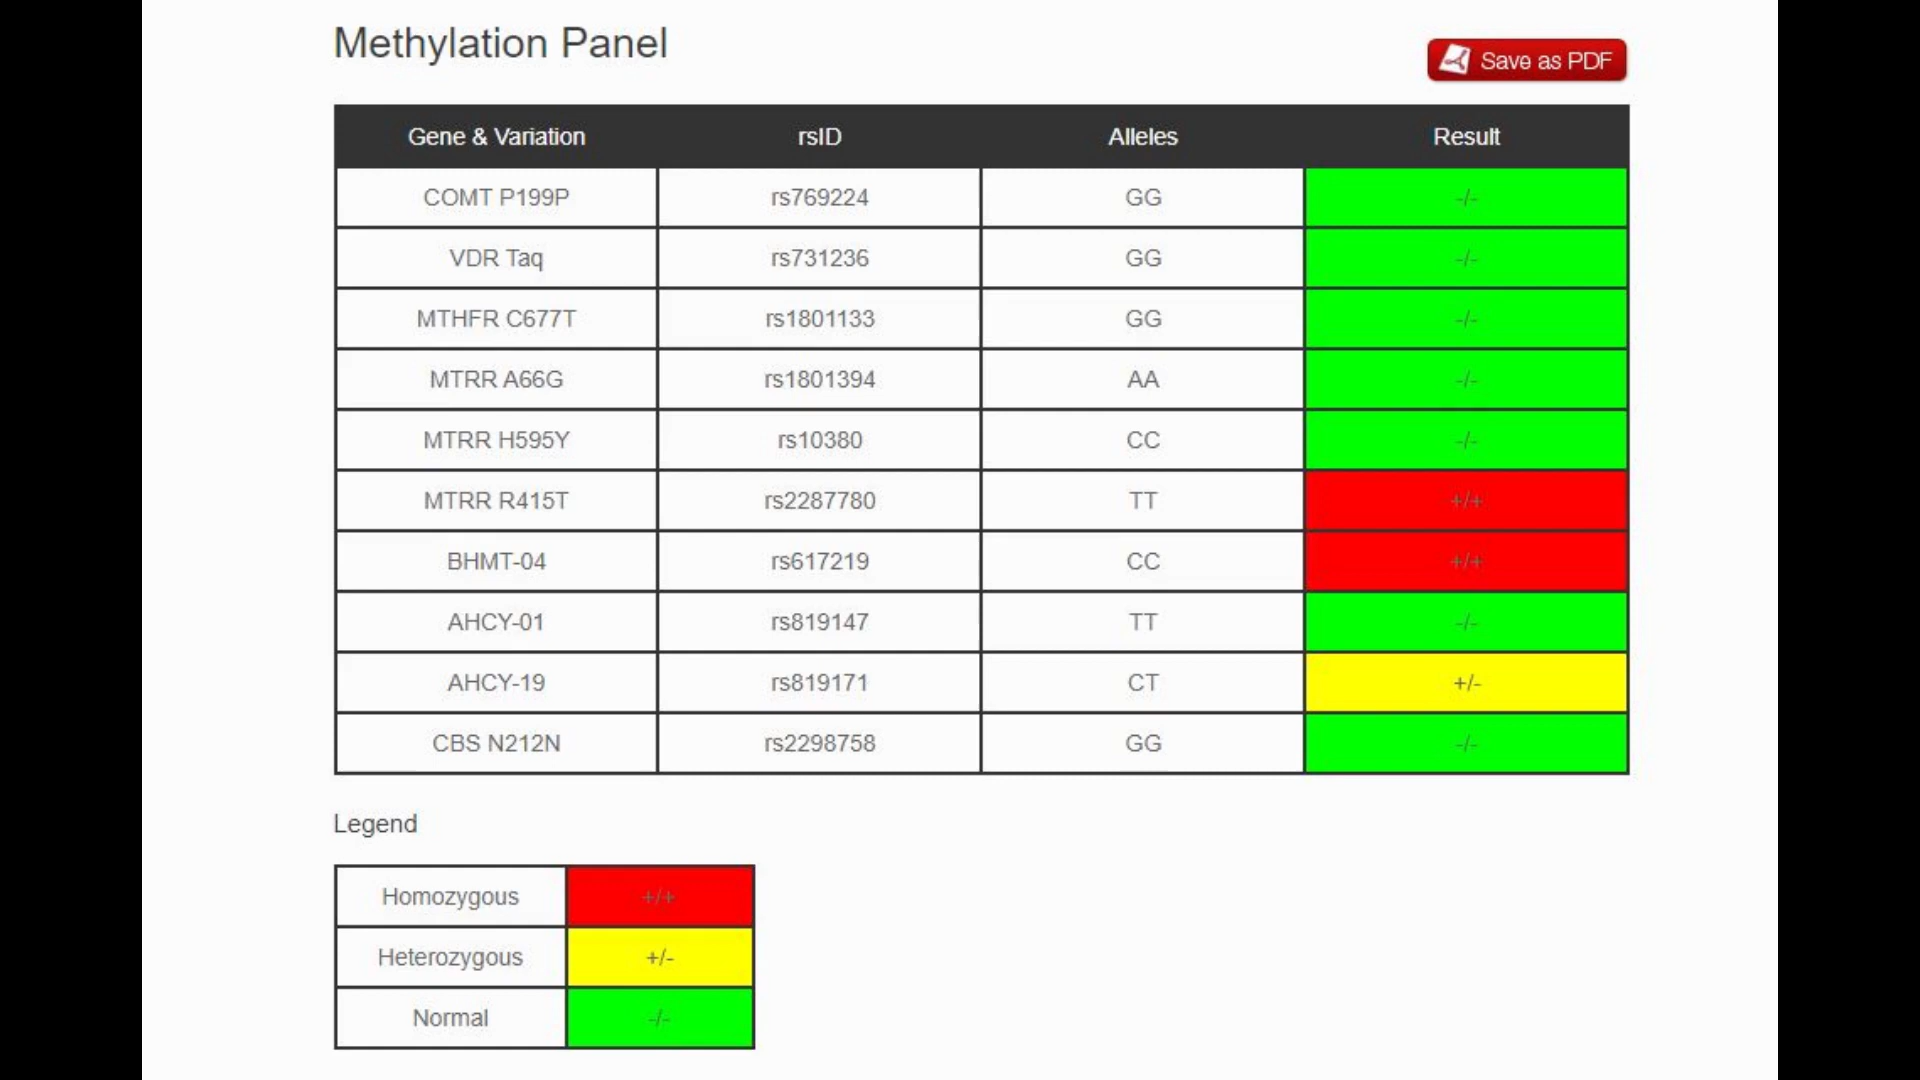 Methylation Panel
Save as PDF
Gene & Variation rsID Alleles Result
COMT P199P rs769224 GG -/-
VDR Taq rs731236 GG -/-
MTHFR C677T rs1801133 GG -/-
MTRR A66G rs1801394 AA -/-
MTRR H595Y rs10380 CC -/-
MTRR R415T rs2287780 TT +/+
BHMT-04 rs617219 CC +/+
AHCY-01 rs819147 TT -/-
AHCY-19 rs819171 CT +/-
CBS N212N rs2298758 GG -/-
Legend
Homozygous +/+
Heterozygous +/-
Normal -/-